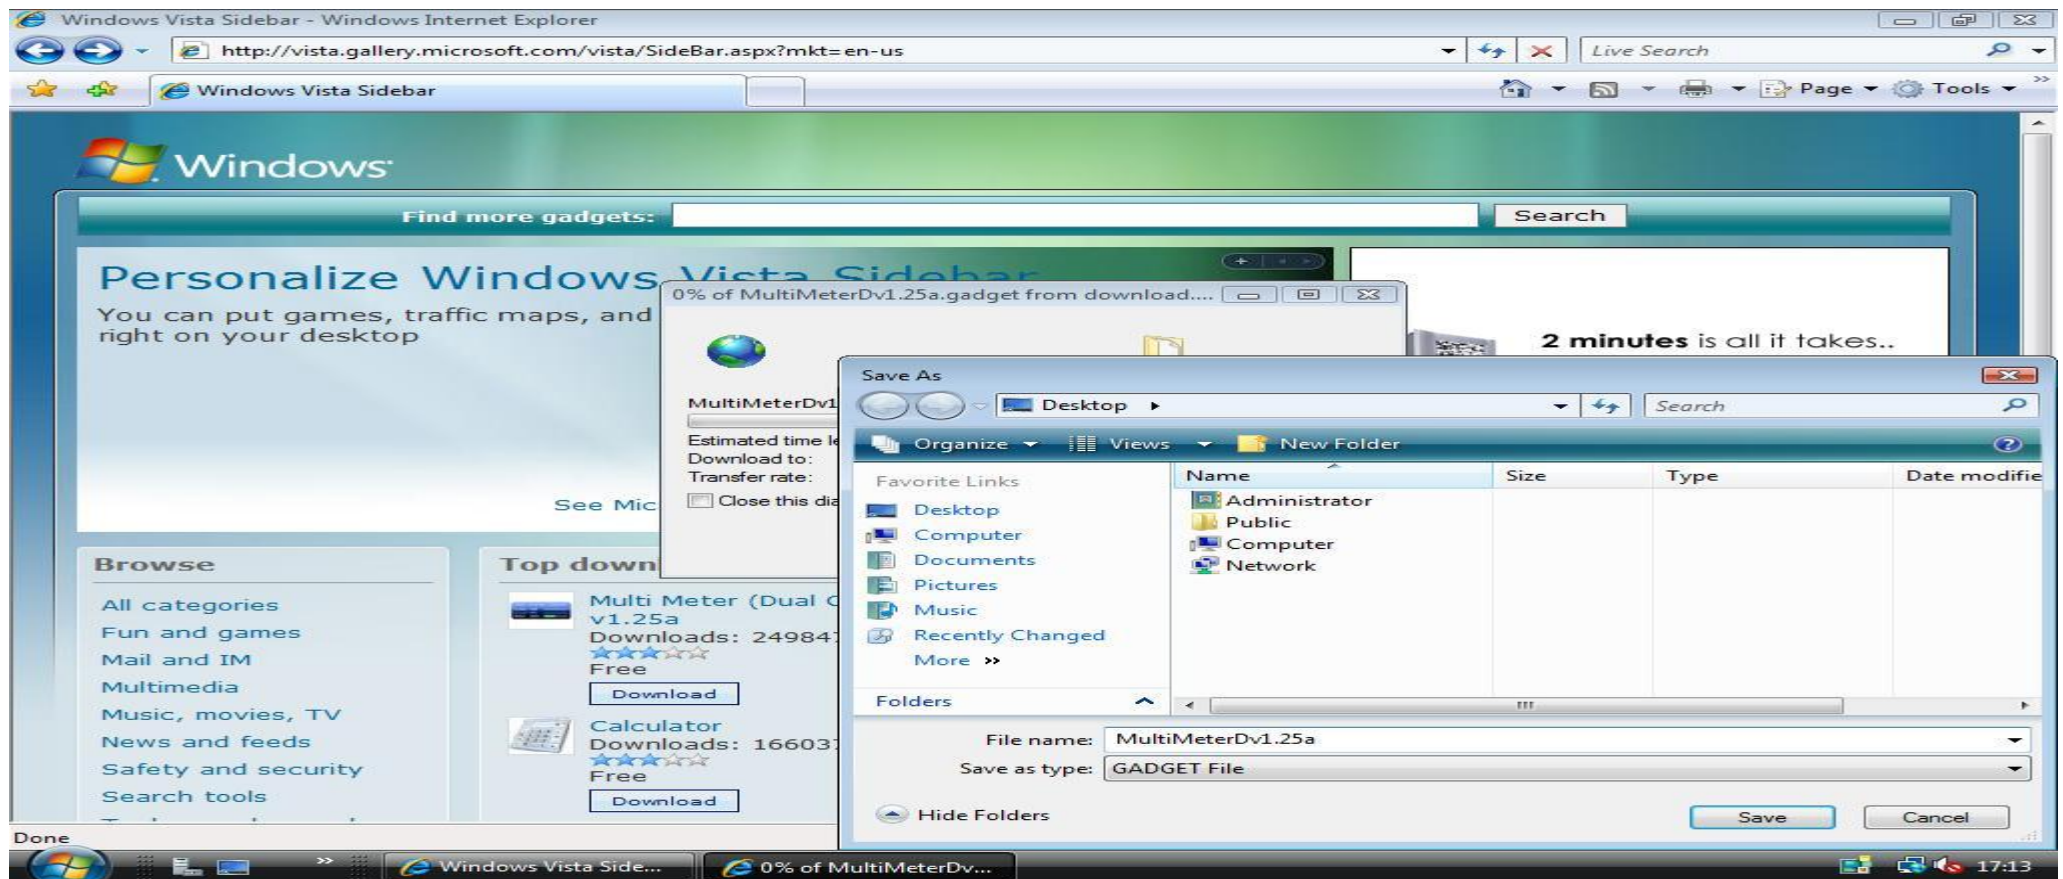 Windows Vista Sidebar - Windows Internet Explorer
http://vista.gallery.microsoft.com/vista/SideBar.aspx?mkt=en-us
Live Search
Windows Vista Sidebar
Page
Tools
Windows
Find more gadgets:
Search
Personalize Windows Vista Sidebar
You can put games, traffic maps, and
right on your desktop
See Mic
2 minutes is all it takes..
0% of MultiMeterDv1.25a.gadget from download....
MultiMeterDv1
Estimated time le
Download to:
Transfer rate:
Close this dia
Save As
Desktop
Search
Organize
Views
New Folder
Favorite Links
Desktop
Computer
Documents
Pictures
Music
Recently Changed
More »
Folders
Name
Size
Type
Date modifie
Administrator
Public
Computer
Network
File name: MultiMeterDv1.25a
Save as type: GADGET File
Hide Folders
Save
Cancel
Browse
All categories
Fun and games
Mail and IM
Multimedia
Music, movies, TV
News and feeds
Safety and security
Search tools
Top down
Multi Meter (Dual C
v1.25a
Downloads: 249847
Free
Download
Calculator
Downloads: 166037
Free
Download
Done
Windows Vista Side...
0% of MultiMeterDv...
17:13